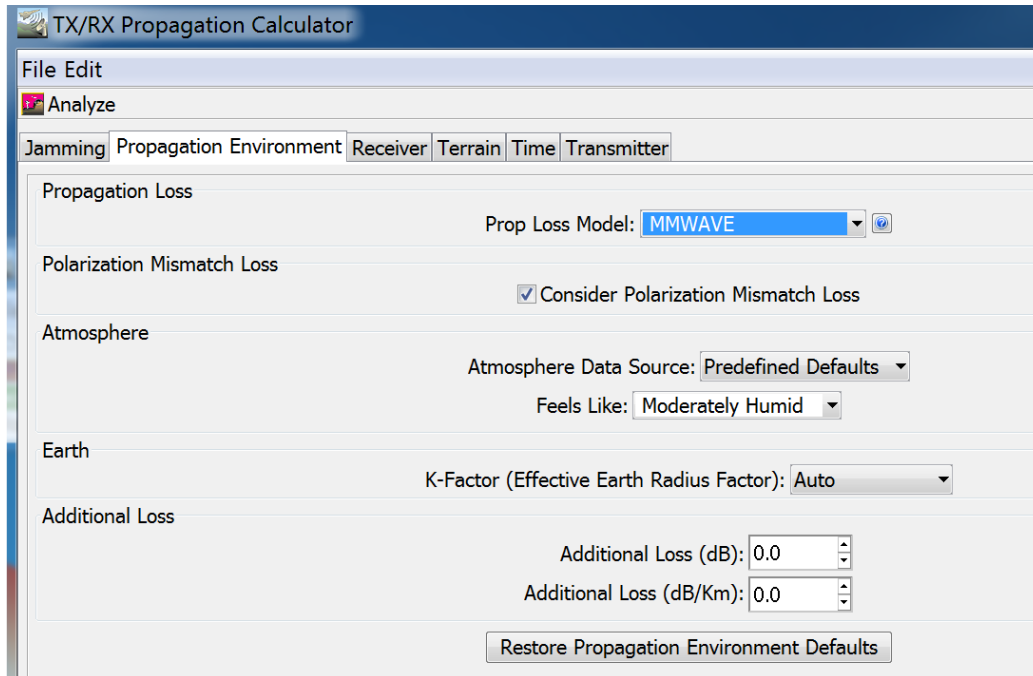 TX/RX Propagation Calculator
File Edit
Analyze
Jamming Propagation Environment Receiver Terrain Time Transmitter
Propagation Loss
Prop Loss Model: MMWAVE
Polarization Mismatch Loss
Consider Polarization Mismatch Loss
Atmosphere
Atmosphere Data Source: Predefined Defaults
Feels Like: Moderately Humid
Earth
K-Factor (Effective Earth Radius Factor): Auto
Additional Loss
Additional Loss (dB): 0.0
Additional Loss (dB/Km): 0.0
Restore Propagation Environment Defaults